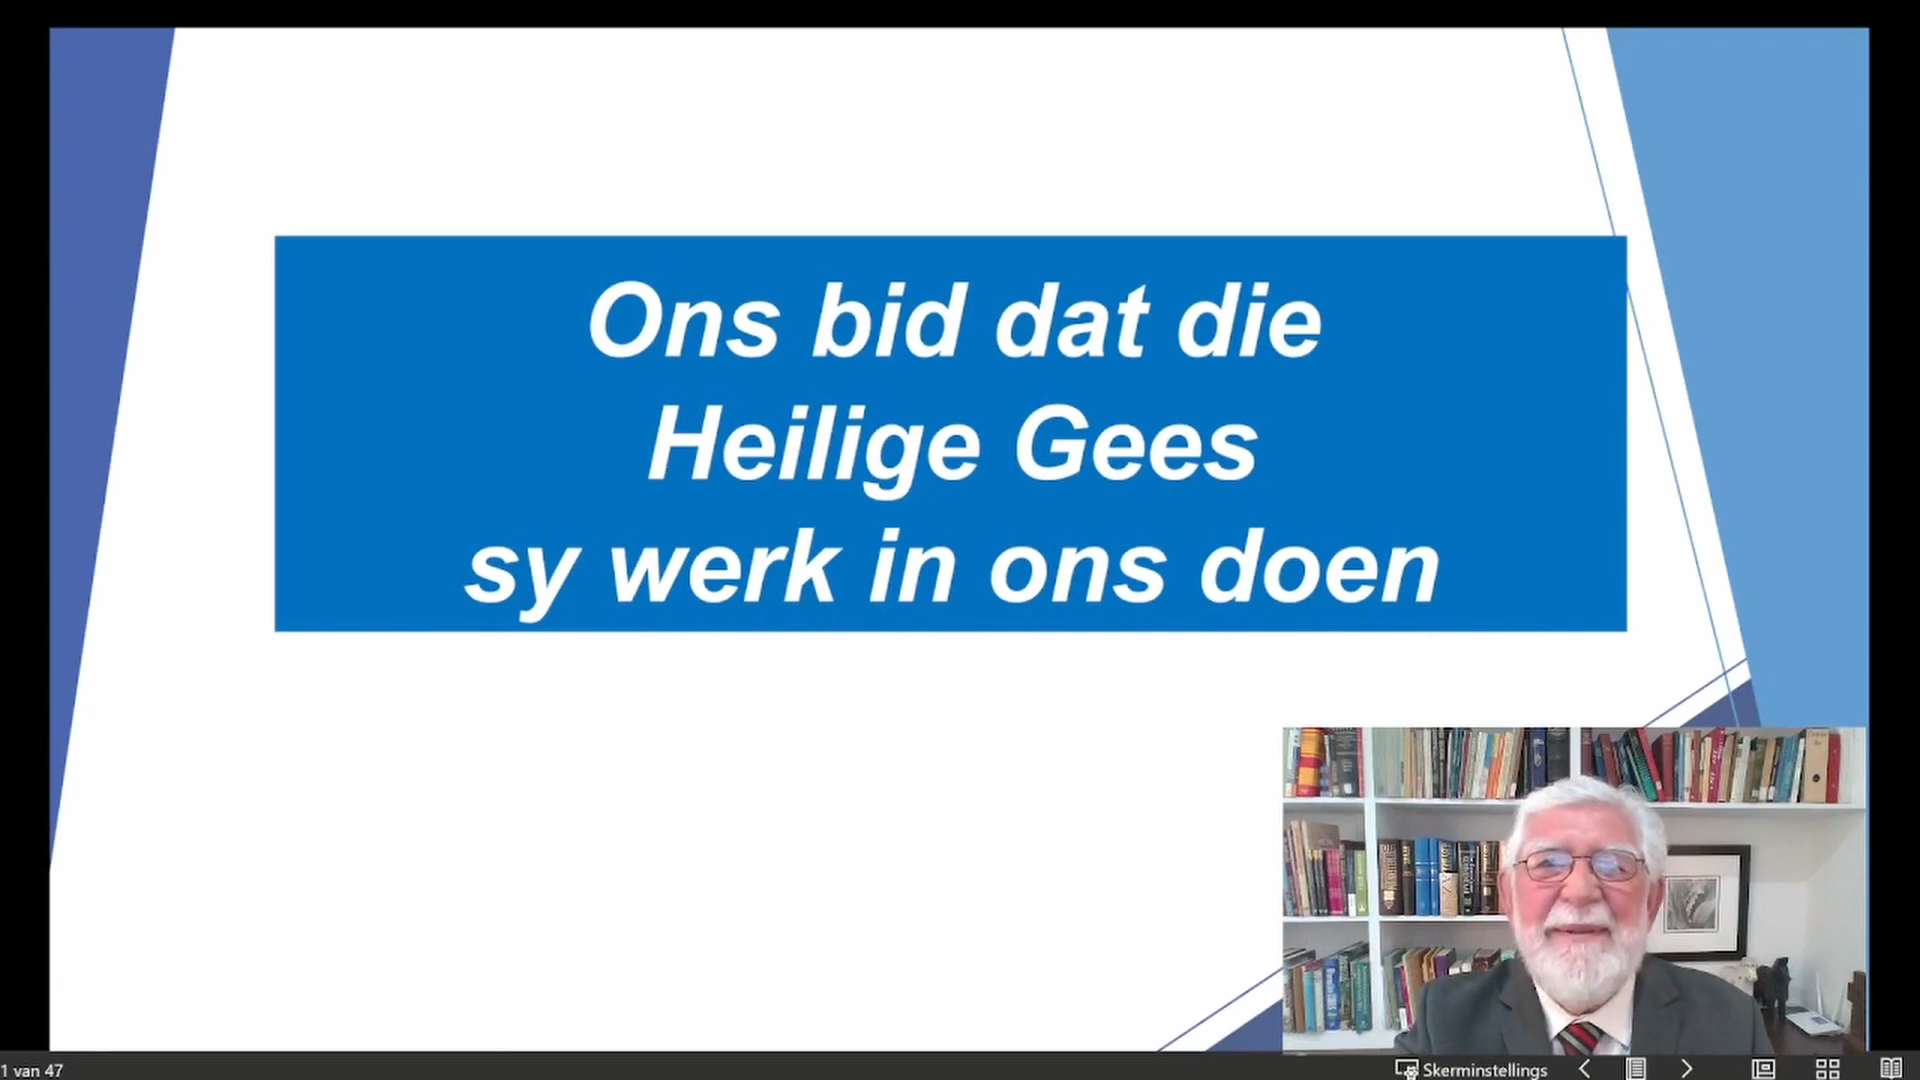 Ons bid dat die
Heilige Gees
sy werk in ons doen
1 van 47
Skerminstellings